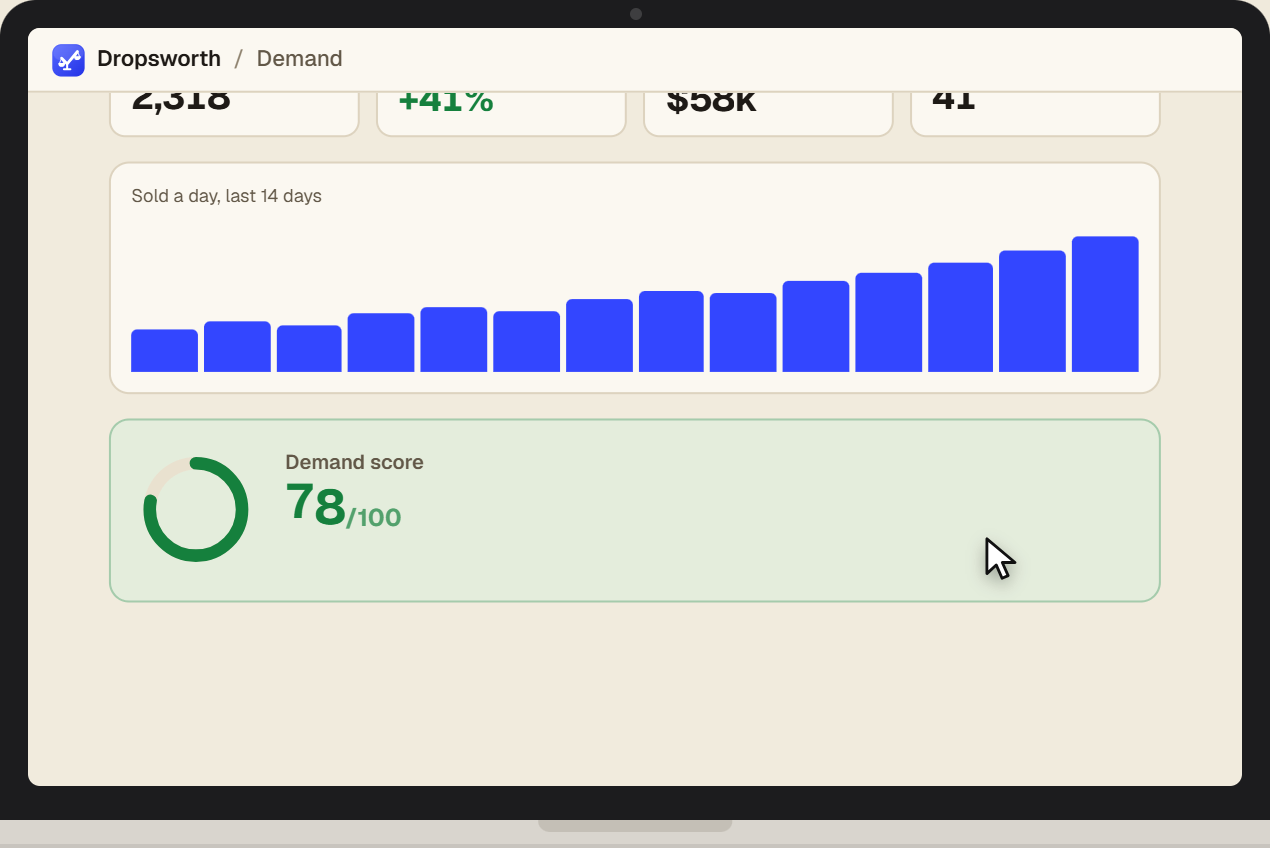 Dropsworth / Demand
2,318 +41% $58k 41
Sold a day, last 14 days
Demand score
78/100